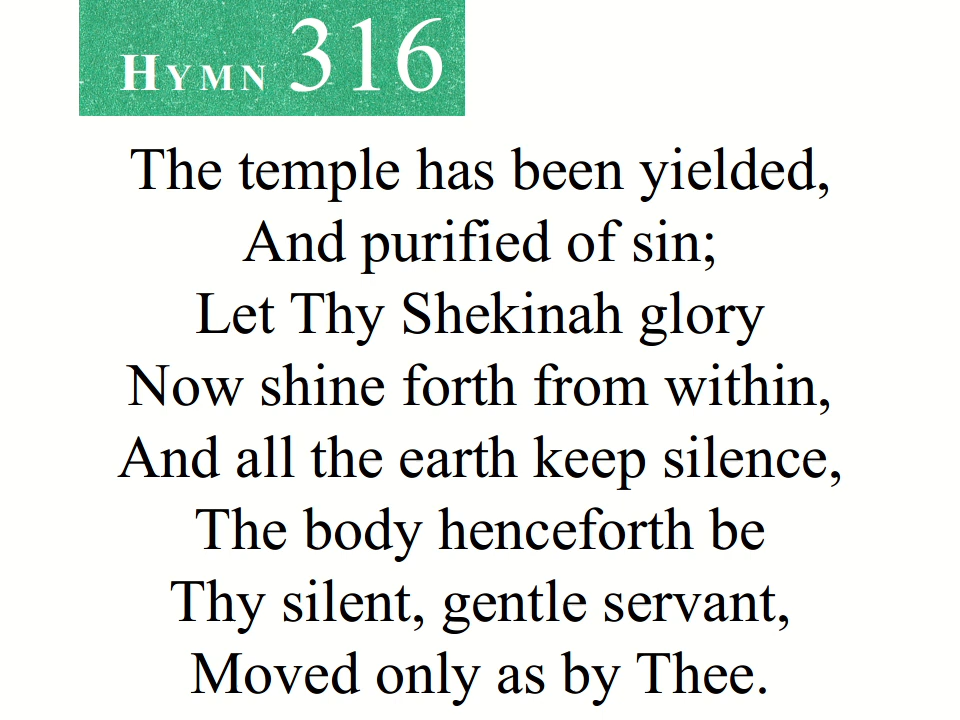 HYMN 316
The temple has been yielded,
And purified of sin;
Let Thy Shekinah glory
Now shine forth from within,
And all the earth keep silence,
The body henceforth be
Thy silent, gentle servant,
Moved only as by Thee.